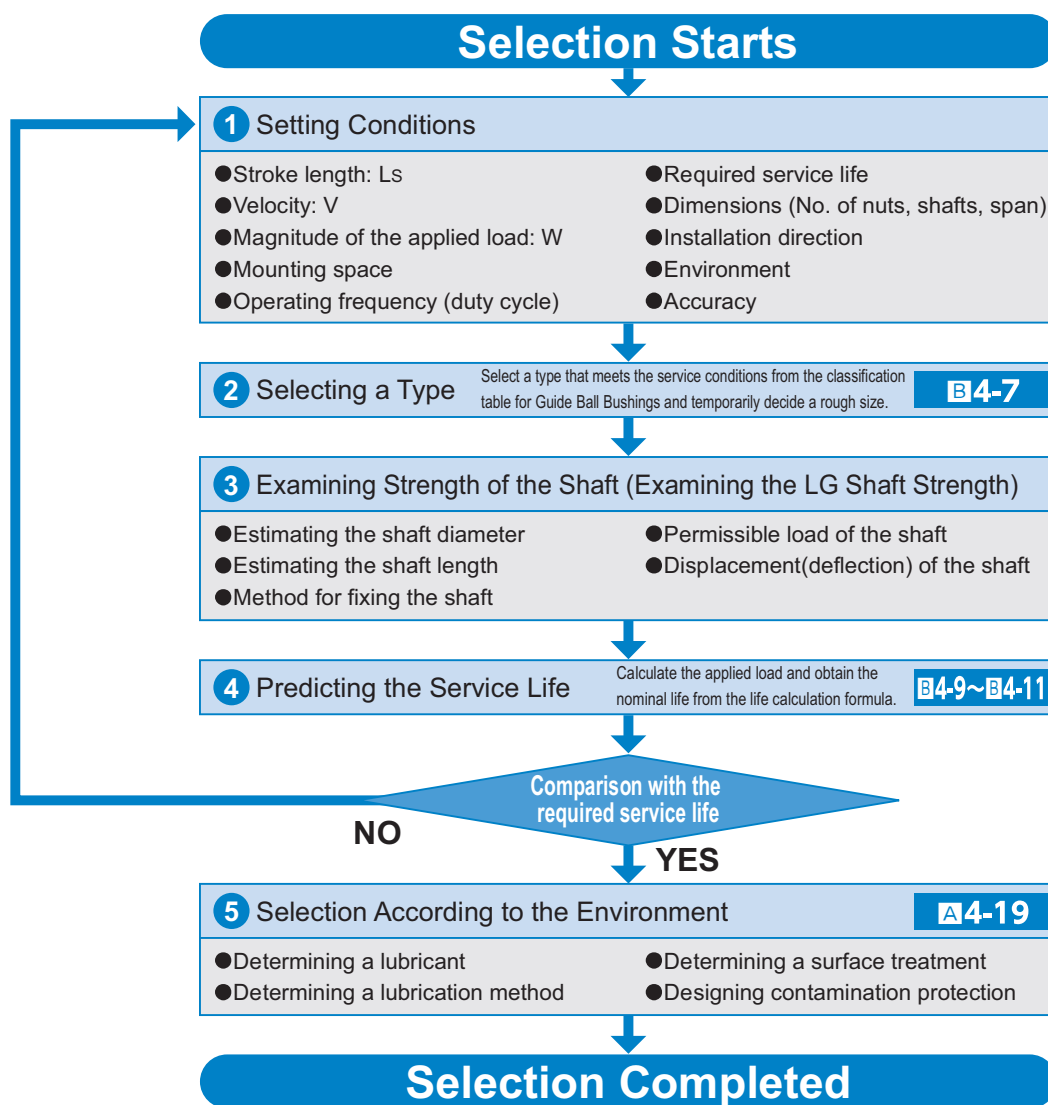 Selection Starts
1 Setting Conditions
●Stroke length: Ls
●Velocity: V
●Magnitude of the applied load: W
●Mounting space
●Operating frequency (duty cycle)
●Required service life
●Dimensions (No. of nuts, shafts, span)
●Installation direction
●Environment
●Accuracy
2 Selecting a Type
Select a type that meets the service conditions from the classification
table for Guide Ball Bushings and temporarily decide a rough size.
B4-7
3 Examining Strength of the Shaft (Examining the LG Shaft Strength)
●Estimating the shaft diameter
●Estimating the shaft length
●Method for fixing the shaft
●Permissible load of the shaft
●Displacement(deflection) of the shaft
4 Predicting the Service Life
Calculate the applied load and obtain the
nominal life from the life calculation formula.
B4-9~B4-11
Comparison with the
required service life
NO
YES
5 Selection According to the Environment
A4-19
●Determining a lubricant
●Determining a lubrication method
●Determining a surface treatment
●Designing contamination protection
Selection Completed